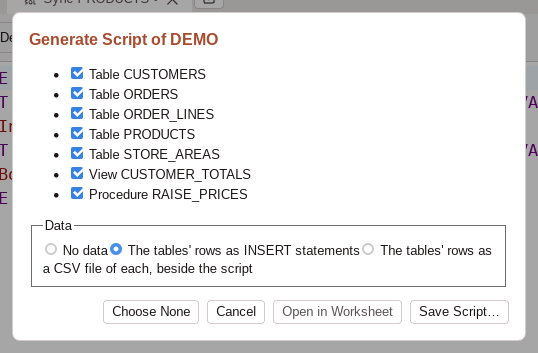 Sync PRODUCTS
Generate Script of DEMO
Table CUSTOMERS
Table ORDERS
Table ORDER_LINES
Table PRODUCTS
Table STORE_AREAS
View CUSTOMER_TOTALS
Procedure RAISE_PRICES
Data
No data The tables' rows as INSERT statements The tables' rows as
a CSV file of each, beside the script
Choose None Cancel Open in Worksheet Save Script…